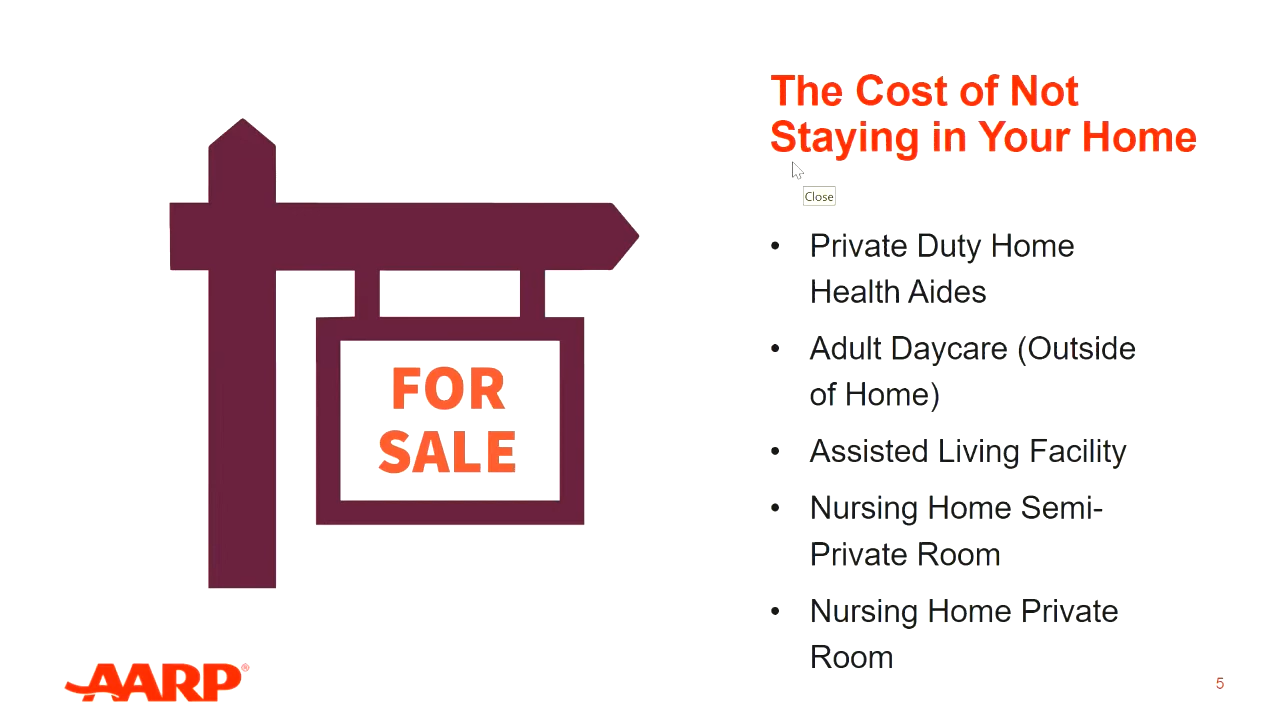 The Cost of Not
Staying in Your Home
Close
• Private Duty Home
Health Aides
• Adult Daycare (Outside
of Home)
• Assisted Living Facility
• Nursing Home Semi-
Private Room
• Nursing Home Private
Room
FOR
SALE
AARP®
5